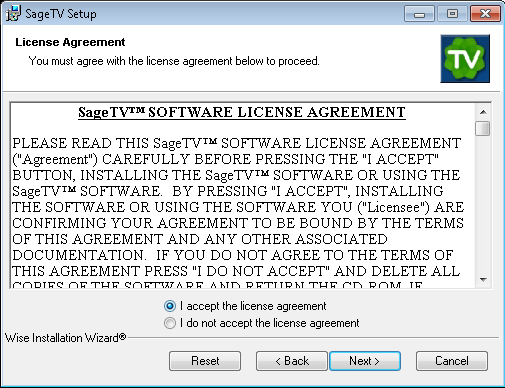 SageTV Setup
License Agreement
You must agree with the license agreement below to proceed.
TV
SageTV™ SOFTWARE LICENSE AGREEMENT
PLEASE READ THIS SageTV™ SOFTWARE LICENSE AGREEMENT
("Agreement") CAREFULLY BEFORE PRESSING THE "I ACCEPT"
BUTTON, INSTALLING THE SageTV™ SOFTWARE OR USING THE
SageTV™ SOFTWARE.  BY PRESSING "I ACCEPT", INSTALLING
THE SOFTWARE OR USING THE SOFTWARE YOU ("Licensee") ARE
CONFIRMING YOUR AGREEMENT TO BE BOUND BY THE TERMS
OF THIS AGREEMENT AND ANY OTHER ASSOCIATED
DOCUMENTATION.  IF YOU DO NOT AGREE TO THE TERMS OF
THIS AGREEMENT PRESS "I DO NOT ACCEPT" AND DELETE ALL
COPIES OF THE SOFTWARE AND RETURN THE CD-ROM, IF
I accept the license agreement
I do not accept the license agreement
Wise Installation Wizard®
Reset
< Back
Next >
Cancel